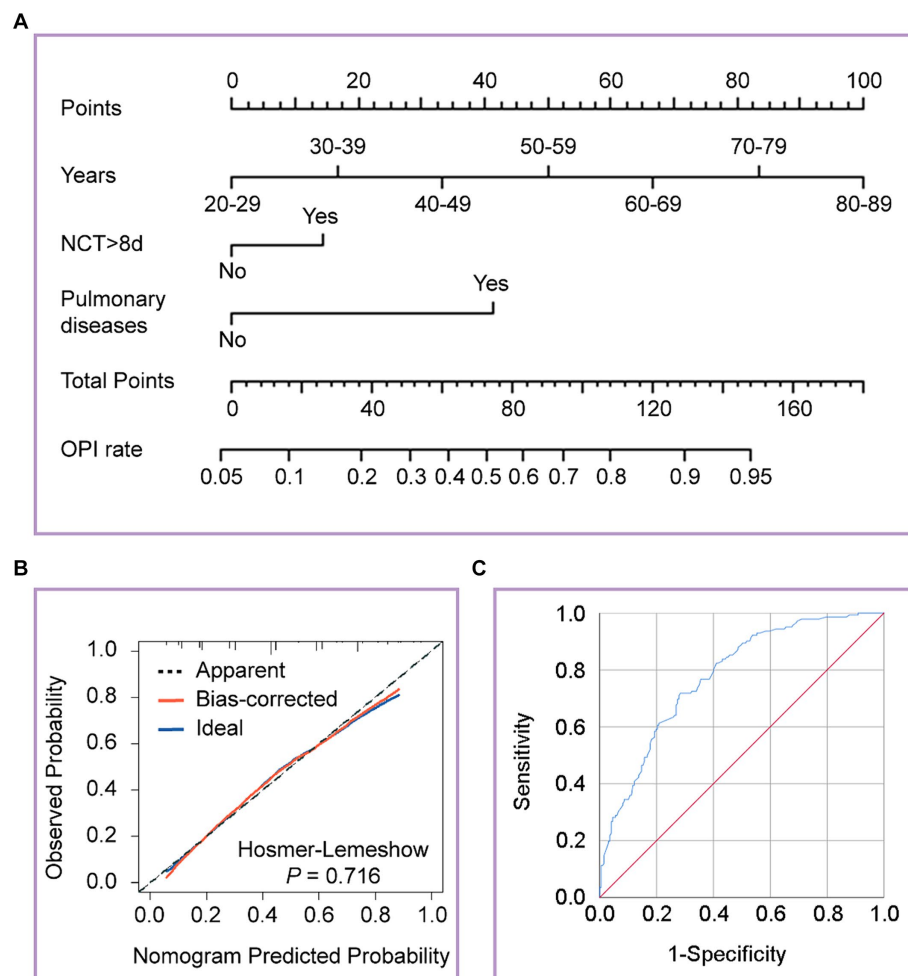 A
0 20 40 60 80 100
Points
30-39 50-59 70-79
Years
20-29 40-49 60-69 80-89
Yes
NCT>8d
No
Yes
Pulmonary
diseases
No
Total Points
0 40 80 120 160
OPI rate
0.05 0.1 0.2 0.3 0.4 0.5 0.6 0.7 0.8 0.9 0.95
B
Observed Probability
1.0
0.8
0.6
0.4
0.2
0.0
Apparent
Bias-corrected
Ideal
Hosmer-Lemeshow
P = 0.716
0.0 0.2 0.4 0.6 0.8 1.0
Nomogram Predicted Probability
C
Sensitivity
1.0
0.8
0.6
0.4
0.2
0.0
0.0 0.2 0.4 0.6 0.8 1.0
1-Specificity